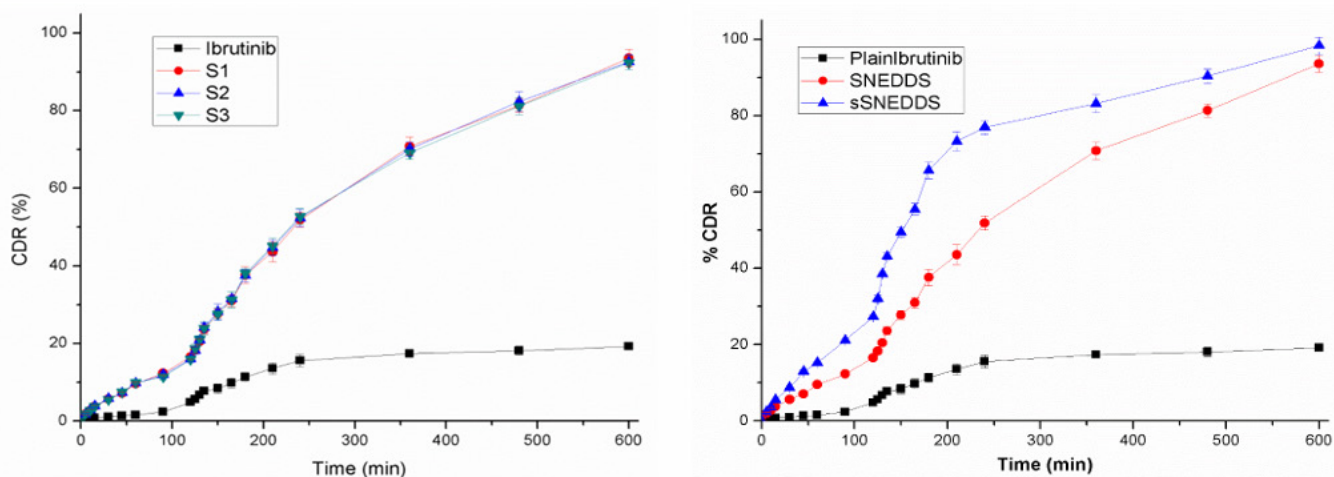 100
80
60
40
20
0
CDR (%)
Ibrutinib
S1
S2
S3
0 100 200 300 400 500 600
Time (min)
100
80
60
40
20
0
% CDR
PlainIbrutinib
SNEDDS
sSNEDDS
0 100 200 300 400 500 600
Time (min)